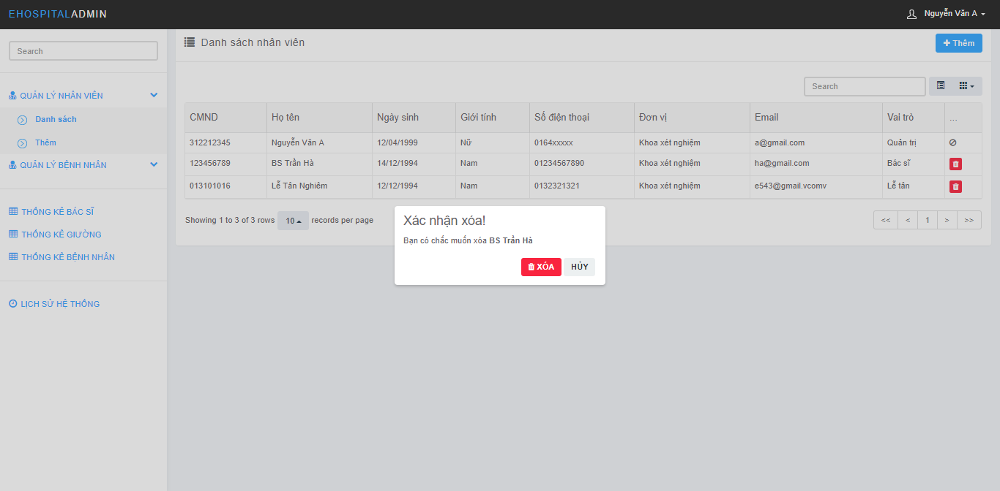 EHOSPITALADMIN
Nguyễn Văn A
Search
QUẢN LÝ NHÂN VIÊN
Danh sách
Thêm
QUẢN LÝ BỆNH NHÂN
THỐNG KÊ BÁC SĨ
THỐNG KÊ GIƯỜNG
THỐNG KÊ BỆNH NHÂN
LỊCH SỬ HỆ THỐNG
Danh sách nhân viên
Thêm
Search
CMND Họ tên Ngày sinh Giới tính Số điện thoại Đơn vị Email Vai trò ...
312212345 Nguyễn Văn A 12/04/1999 Nữ 0164xxxxx Khoa xét nghiệm a@gmail.com Quản trị
123456789 BS Trần Hà 14/12/1994 Nam 01234567890 Khoa xét nghiệm ha@gmail.com Bác sĩ
013101016 Lễ Tân Nghiêm 12/12/1994 Nam 0132321321 Khoa xét nghiệm e543@gmail.vcomv Lễ tân
Showing 1 to 3 of 3 rows 10 records per page
<< < 1 > >>
Xác nhận xóa!
Bạn có chắc muốn xóa BS Trần Hà
XÓA HỦY